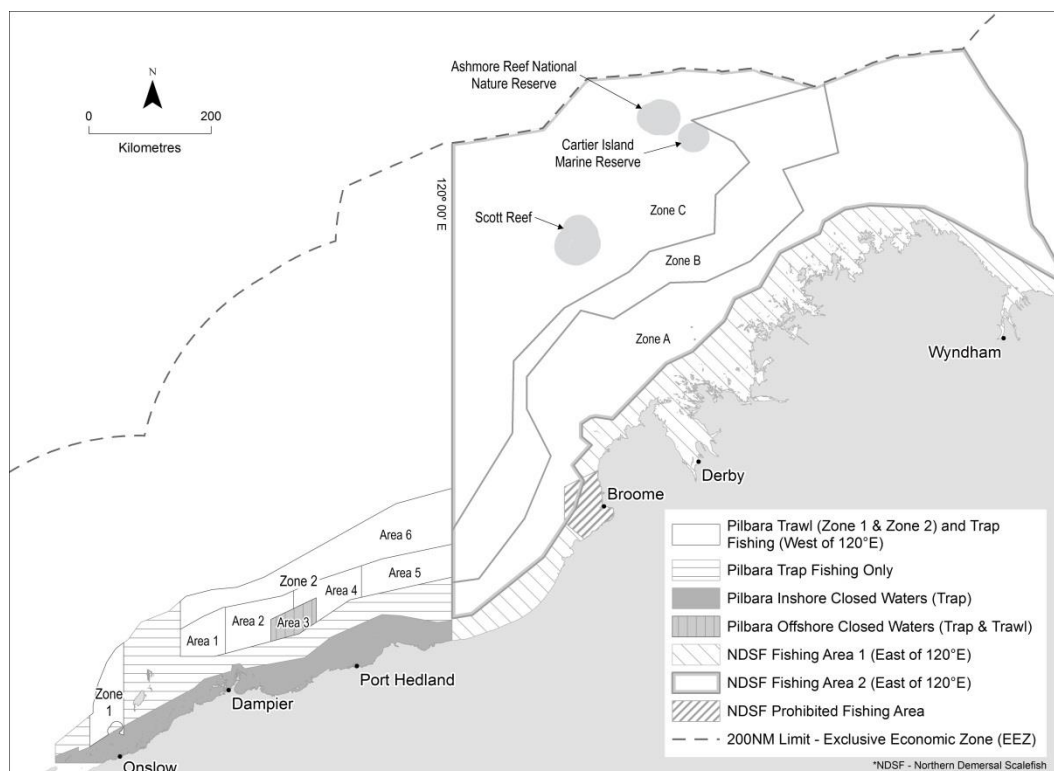 Ashmore Reef National
Nature Reserve
N
0
200
Kilometres
Cartier Island
Marine Reserve
120° 00' E
Scott Reef
Zone C
Zone B
Zone A
Wyndham
Derby
Broome
Area 6
Area 5
Zone 2
Area 4
Area 2
Area 3
Area 1
Port Hedland
Zone
1
Dampier
Onslow
Pilbara Trawl (Zone 1 & Zone 2) and Trap
Fishing (West of 120°E)
Pilbara Trap Fishing Only
Pilbara Inshore Closed Waters (Trap)
Pilbara Offshore Closed Waters (Trap & Trawl)
NDSF Fishing Area 1 (East of 120°E)
NDSF Fishing Area 2 (East of 120°E)
NDSF Prohibited Fishing Area
200NM Limit - Exclusive Economic Zone (EEZ)
*NDSF - Northern Demersal Scalefish